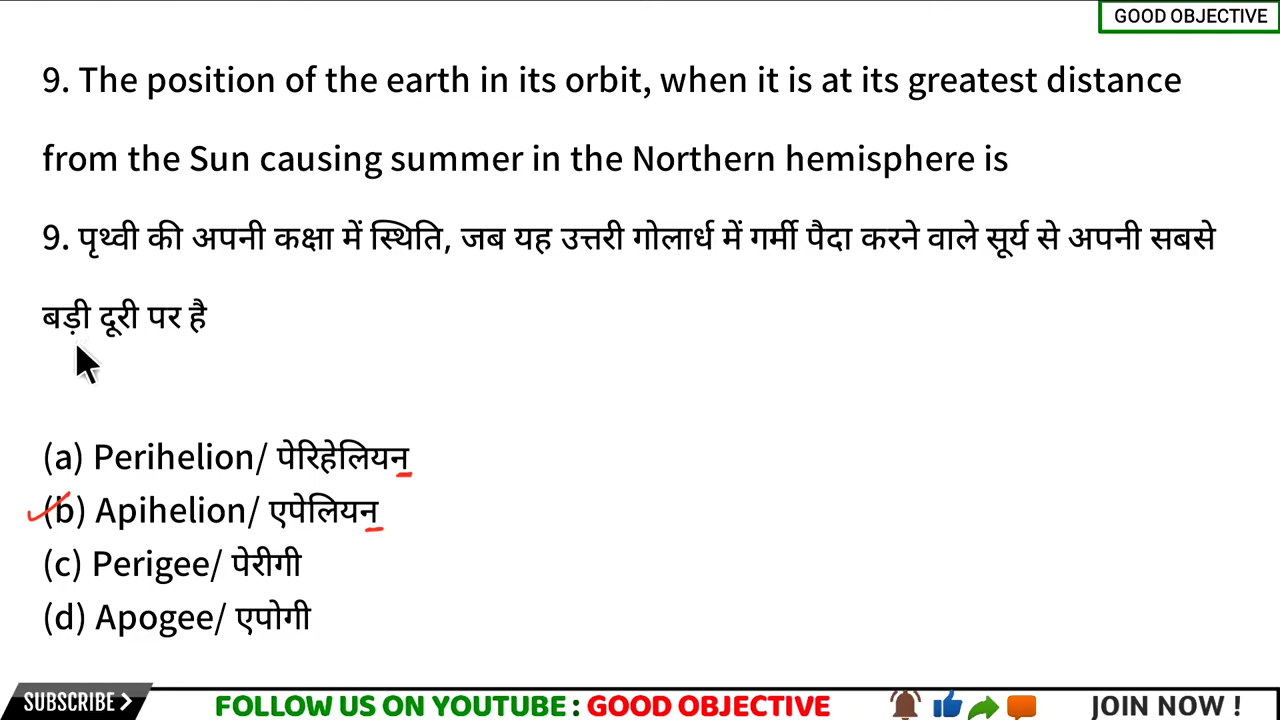 GOOD OBJECTIVE
9. The position of the earth in its orbit, when it is at its greatest distance
from the Sun causing summer in the Northern hemisphere is
9. पृथ्वी की अपनी कक्षा में स्थिति, जब यह उत्तरी गोलार्ध में गर्मी पैदा करने वाले सूर्य से अपनी सबसे
बड़ी दूरी पर है
(a) Perihelion/ पेरिहेलियन
(b) Apihelion/ एपेलियन
(c) Perigee/ पेरीगी
(d) Apogee/ एपोगी
SUBSCRIBE FOLLOW US ON YOUTUBE : GOOD OBJECTIVE JOIN NOW !